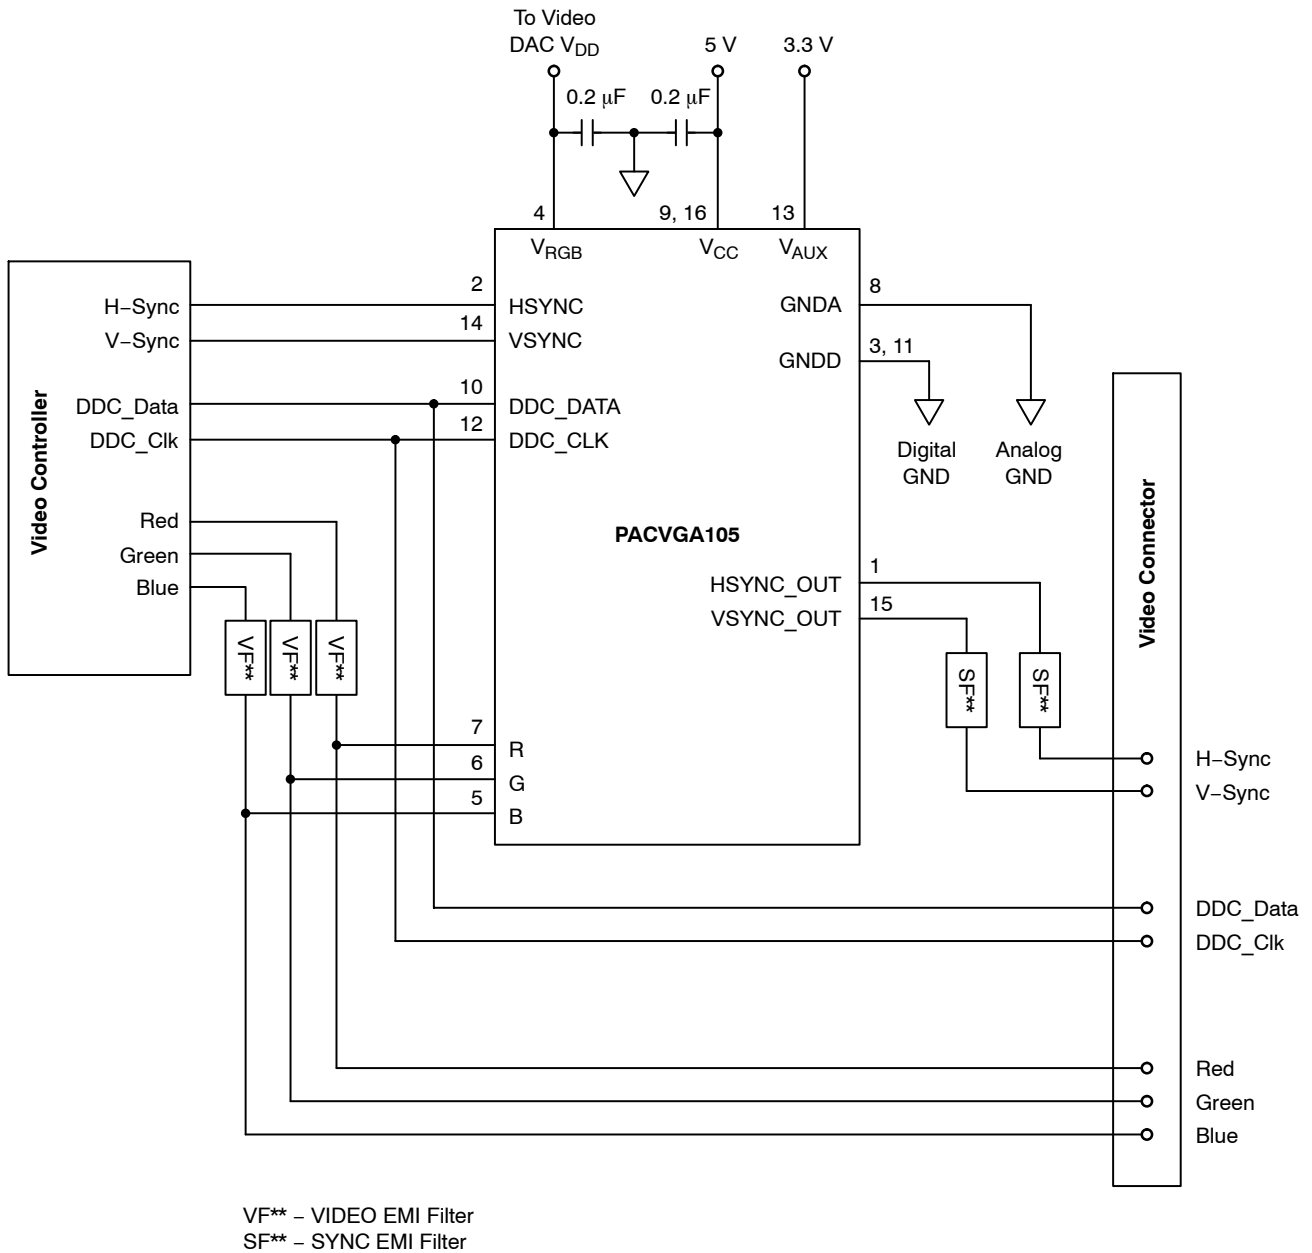 To Video
DAC VDD
5 V
3.3 V
0.2 μF
0.2 μF
4
9, 16
13
VRGB
VCC
VAUX
Video Controller
H–Sync
V–Sync
DDC_Data
DDC_Clk
Red
Green
Blue
2
HSYNC
14
VSYNC
10
DDC_DATA
12
DDC_CLK
GNDA
8
GNDD
3, 11
Digital
GND
Analog
GND
PACVGA105
HSYNC_OUT
1
VSYNC_OUT
15
VF**
VF**
VF**
SF**
SF**
7
R
6
G
5
B
Video Connector
H–Sync
V–Sync
DDC_Data
DDC_Clk
Red
Green
Blue
VF** – VIDEO EMI Filter
SF** – SYNC EMI Filter